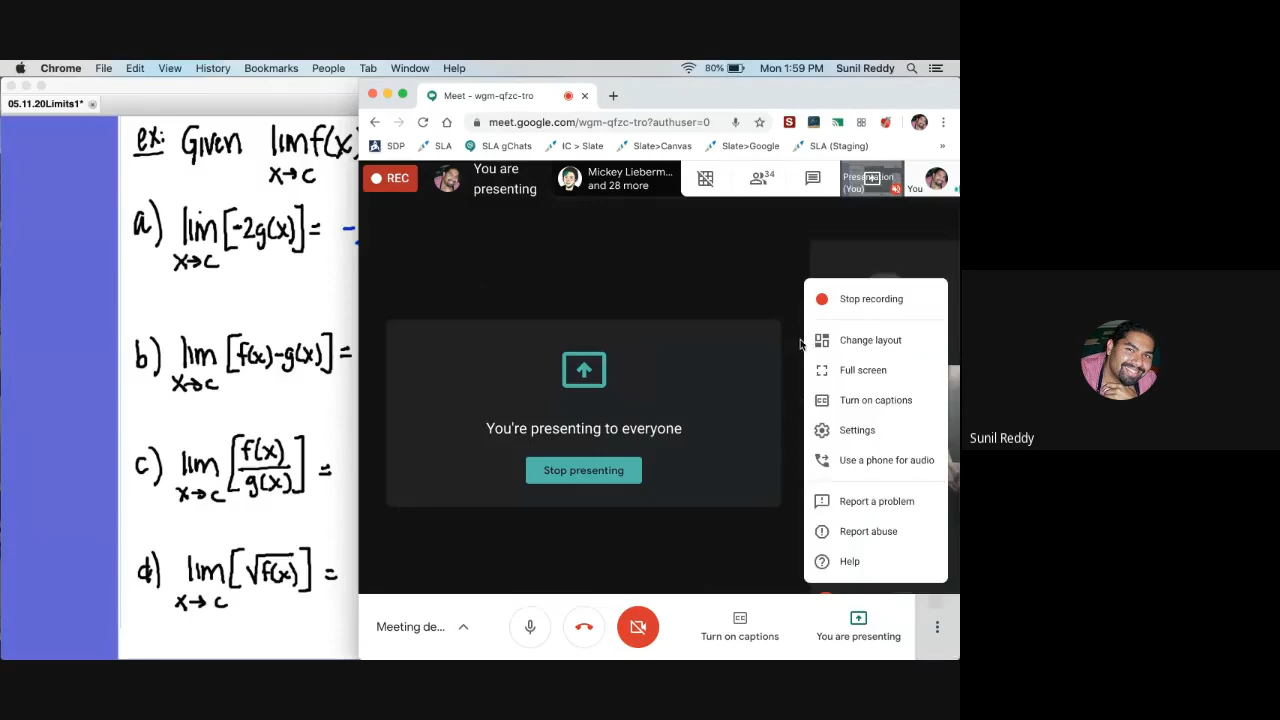 Chrome File Edit View History Bookmarks People Tab Window Help 80% Mon 1:59 PM Sunil Reddy
05.11.20Limits1*
Meet - wgm-qfzc-tro
meet.google.com/wgm-qfzc-tro?authuser=0
SDP SLA SLA gChats IC > Slate Slate>Canvas Slate>Google SLA (Staging) »
REC
You are
presenting
Mickey Lieberm...
and 28 more
34
Presentation
(You)
You
ex: Given lim f(x)
x→c
a) lim [-2g(x)] = -
x→c
b) lim [f(x)-g(x)] =
x→c
c) lim [f(x)/g(x)] =
x→c
d) lim [√f(x)] =
x→c
You're presenting to everyone
Stop presenting
Stop recording
Change layout
Full screen
Turn on captions
Settings
Use a phone for audio
Report a problem
Report abuse
Help
Meeting de...
Turn on captions
You are presenting
Sunil Reddy